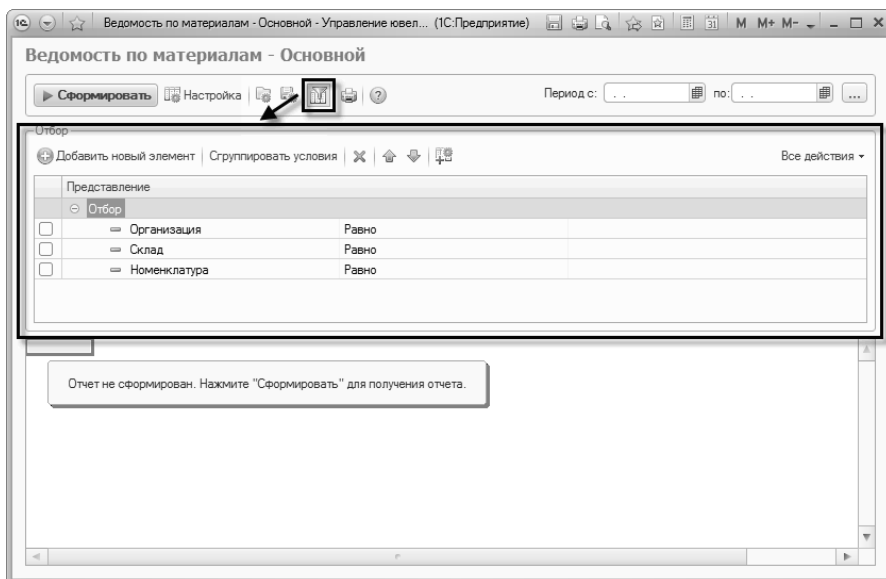 1С Ведомость по материалам - Основной - Управление ювел... (1С:Предприятие) 31 M M+ M-
Ведомость по материалам - Основной
Сформировать Настройка ? Период с: . . по: . . ...
Отбор
Добавить новый элемент Сгруппировать условия Все действия
Представление
Отбор
Организация Равно
Склад Равно
Номенклатура Равно
Отчет не сформирован. Нажмите "Сформировать" для получения отчета.